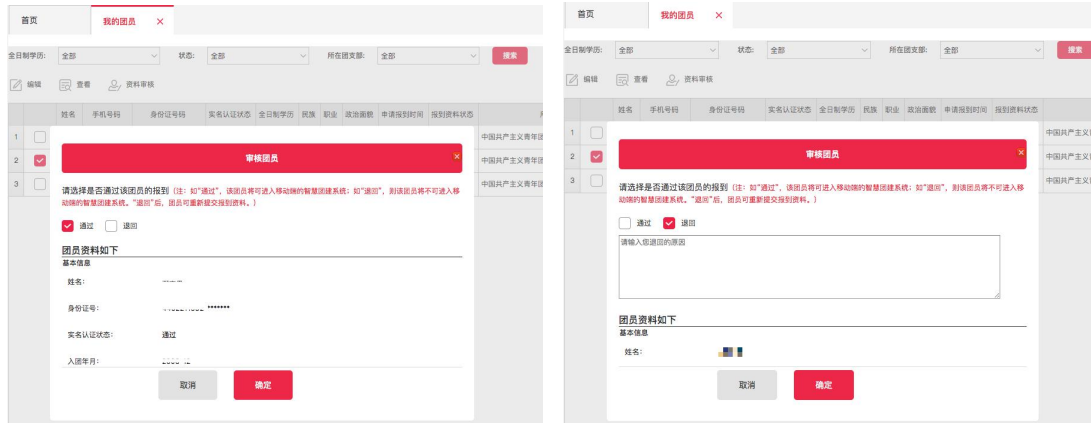 首页 我的团员 ×
全日制学历: 全部 状态: 全部 所在团支部: 全部 搜索
编辑 查看 资料审核
姓名 手机号码 身份证号码 实名认证状态 全日制学历 民族 职业 政治面貌 申请报到时间 报到资料状态
1 中国共产主义青年团
2 中国共产主义青年团
3 中国共产主义青年团
审核团员
请选择是否通过该团员的报到（注：如“通过”，该团员将可进入移动端的智慧团建系统；如“退回”，则该团员将不可进入移
动端的智慧团建系统。“退回”后，团员可重新提交报到资料。）
通过 退回
团员资料如下
基本信息
姓名：
身份证号： *******
实名认证状态： 通过
入团年月：
取消 确定
首页 我的团员 ×
全日制学历: 全部 状态: 全部 所在团支部: 全部 搜索
编辑 查看 资料审核
姓名 手机号码 身份证号码 实名认证状态 全日制学历 民族 职业 政治面貌 申请报到时间 报到资料状态
1 中国共产主义
2 中国共产主义
3 中国共产主义
审核团员
请选择是否通过该团员的报到（注：如“通过”，该团员将可进入移动端的智慧团建系统；如“退回”，则该团员将不可进入移
动端的智慧团建系统。“退回”后，团员可重新提交报到资料。）
通过 退回
请输入您退回的原因
团员资料如下
基本信息
姓名：
取消 确定